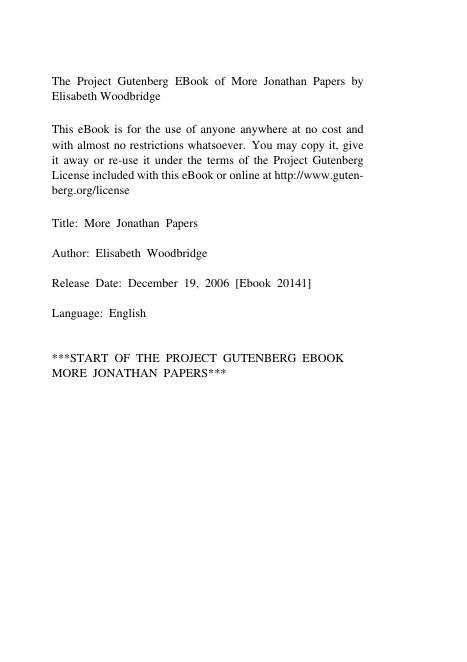 The Project Gutenberg EBook of More Jonathan Papers by
Elisabeth Woodbridge
This eBook is for the use of anyone anywhere at no cost and
with almost no restrictions whatsoever. You may copy it, give
it away or re-use it under the terms of the Project Gutenberg
License included with this eBook or online at http://www.guten-
berg.org/license
Title: More Jonathan Papers
Author: Elisabeth Woodbridge
Release Date: December 19, 2006 [Ebook 20141]
Language: English
***START OF THE PROJECT GUTENBERG EBOOK
MORE JONATHAN PAPERS***